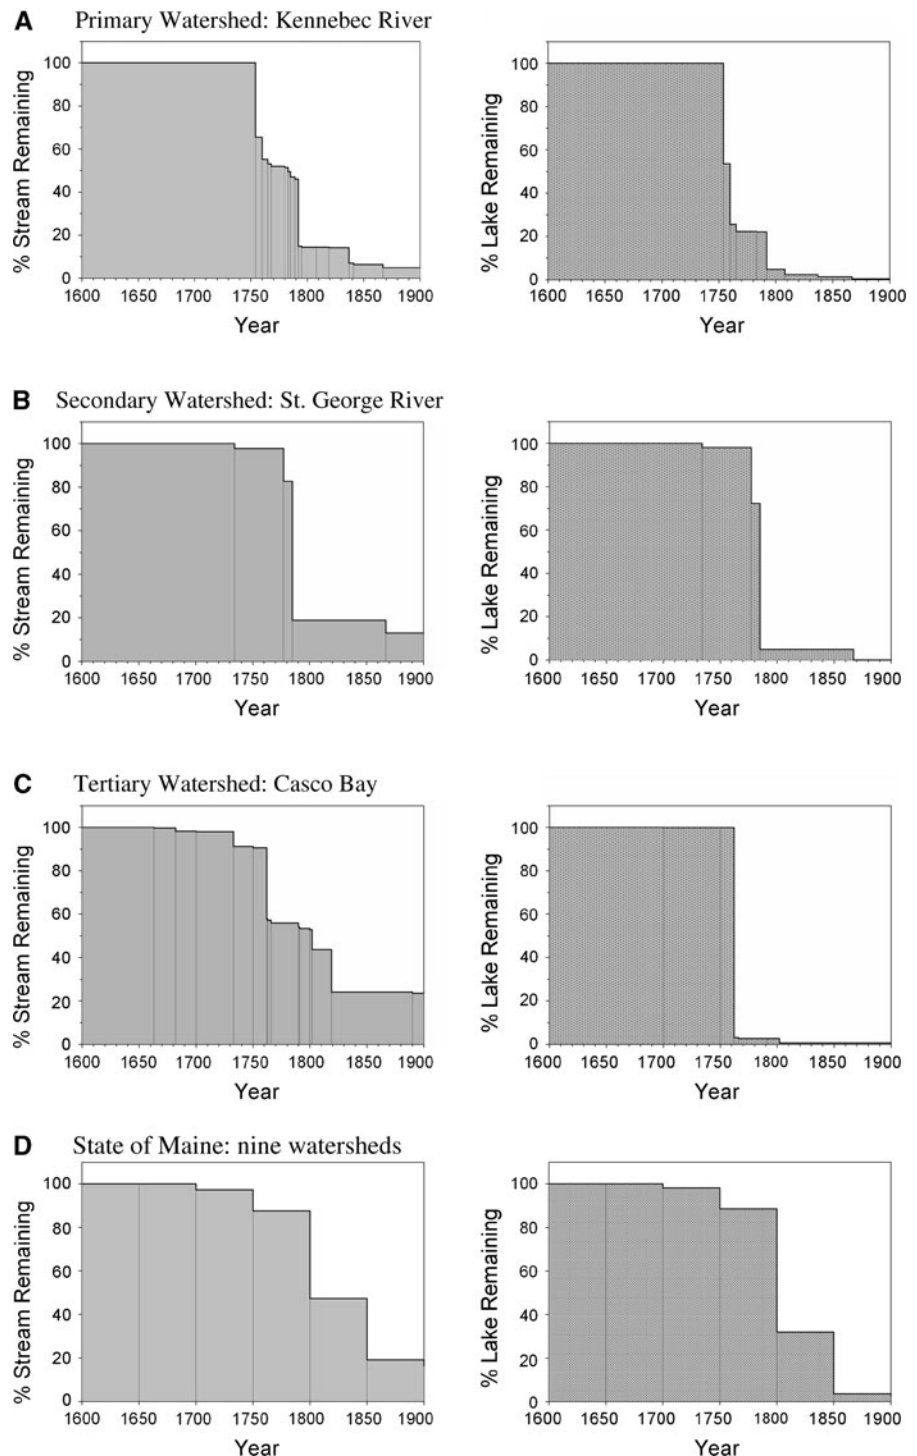 A Primary Watershed: Kennebec River
% Stream Remaining
100
80
60
40
20
0
1600 1650 1700 1750 1800 1850 1900
Year
% Lake Remaining
100
80
60
40
20
0
1600 1650 1700 1750 1800 1850 1900
Year
B Secondary Watershed: St. George River
% Stream Remaining
100
80
60
40
20
0
1600 1650 1700 1750 1800 1850 1900
Year
% Lake Remaining
100
80
60
40
20
0
1600 1650 1700 1750 1800 1850 1900
Year
C Tertiary Watershed: Casco Bay
% Stream Remaining
100
80
60
40
20
0
1600 1650 1700 1750 1800 1850 1900
Year
% Lake Remaining
100
80
60
40
20
0
1600 1650 1700 1750 1800 1850 1900
Year
D State of Maine: nine watersheds
% Stream Remaining
100
80
60
40
20
0
1600 1650 1700 1750 1800 1850 1900
Year
% Lake Remaining
100
80
60
40
20
0
1600 1650 1700 1750 1800 1850 1900
Year